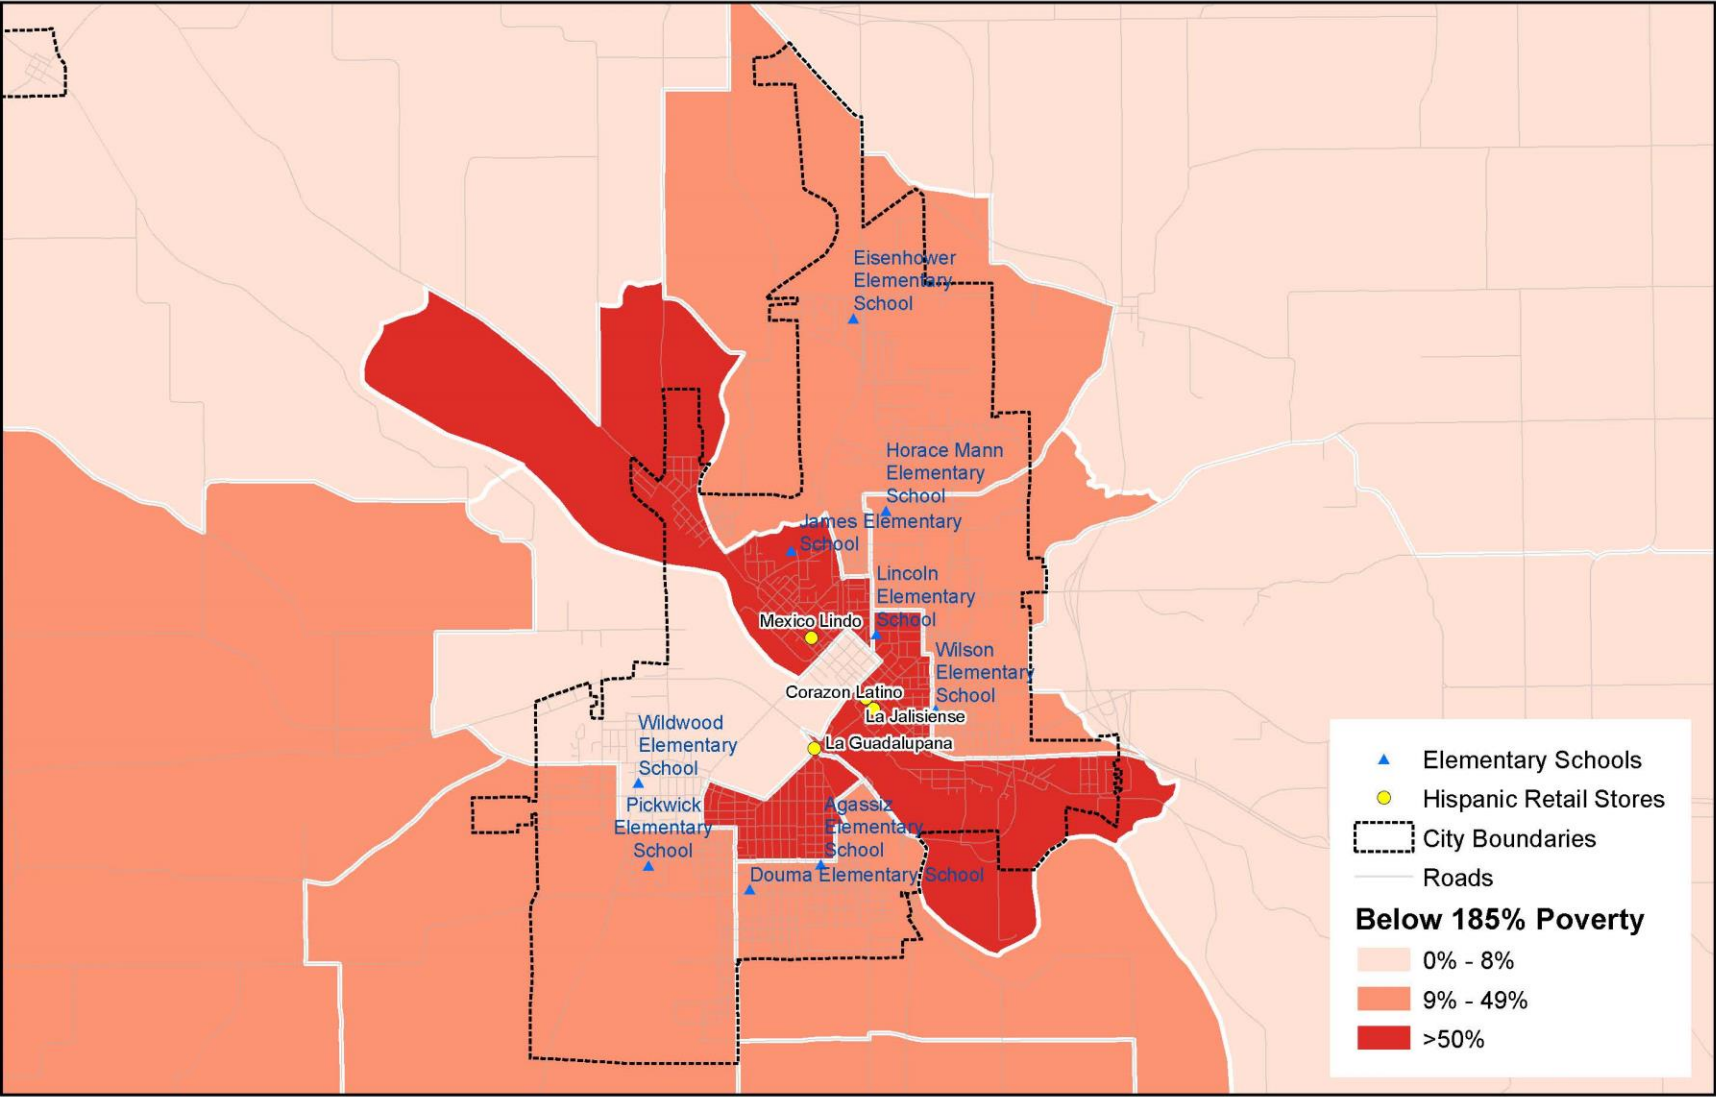 Eisenhower
Elementary
School
Horace Mann
Elementary
School
James Elementary
School
Lincoln
Elementary
School
Mexico Lindo
Wilson
Elementary
School
Corazon Latino
La Jalisiense
La Guadalupana
Wildwood
Elementary
School
Pickwick
Elementary
School
Agassiz
Elementary
School
Douma Elementary School
Elementary Schools
Hispanic Retail Stores
City Boundaries
Roads
Below 185% Poverty
0% - 8%
9% - 49%
>50%